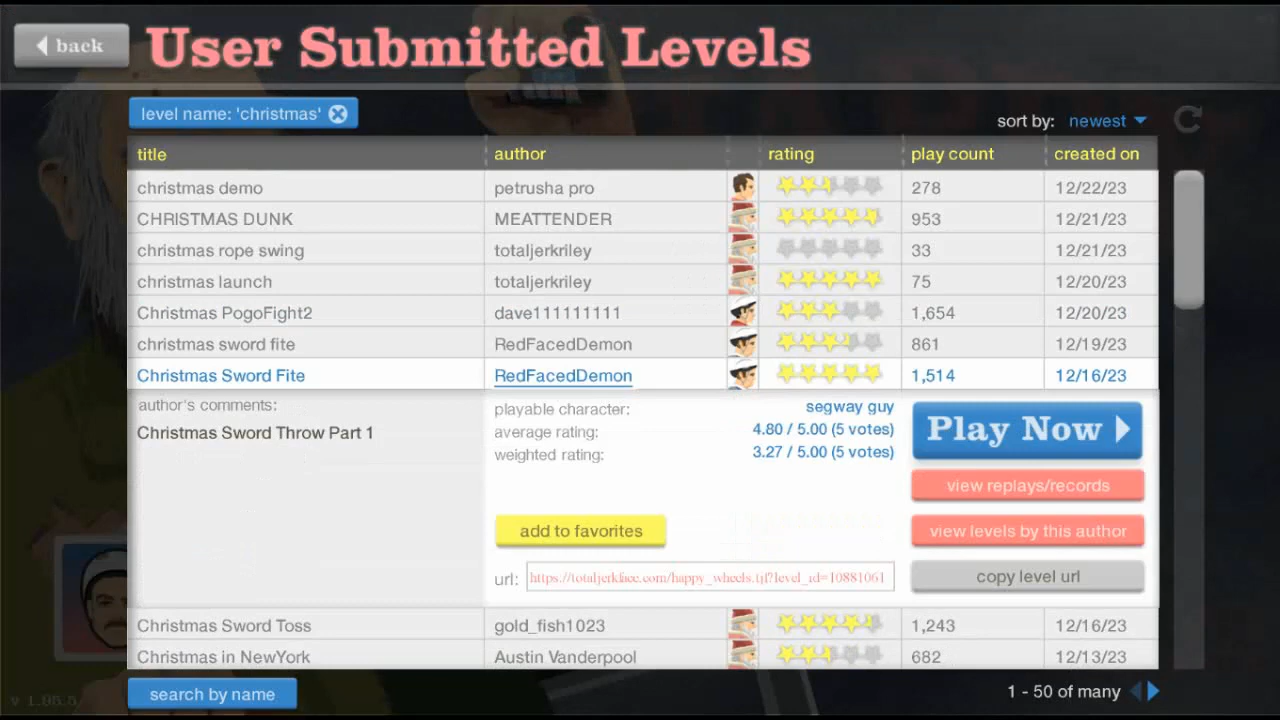 back
User Submitted Levels
level name: 'christmas'
sort by: newest
title author rating play count created on
christmas demo petrusha pro 278 12/22/23
CHRISTMAS DUNK MEATTENDER 953 12/21/23
christmas rope swing totaljerkriley 33 12/21/23
christmas launch totaljerkriley 75 12/20/23
Christmas PogoFight2 dave111111111 1,654 12/20/23
christmas sword fite RedFacedDemon 861 12/19/23
Christmas Sword Fite RedFacedDemon 1,514 12/16/23
author's comments:
Christmas Sword Throw Part 1
playable character: segway guy
average rating: 4.80 / 5.00 (5 votes)
weighted rating: 3.27 / 5.00 (5 votes)
Play Now
view replays/records
add to favorites
view levels by this author
url: https://totaljerkface.com/happy_wheels.tjf?level_id=10881061
copy level url
Christmas Sword Toss gold_fish1023 1,243 12/16/23
Christmas in NewYork Austin Vanderpool 682 12/13/23
search by name
1 - 50 of many
v 1.95.5